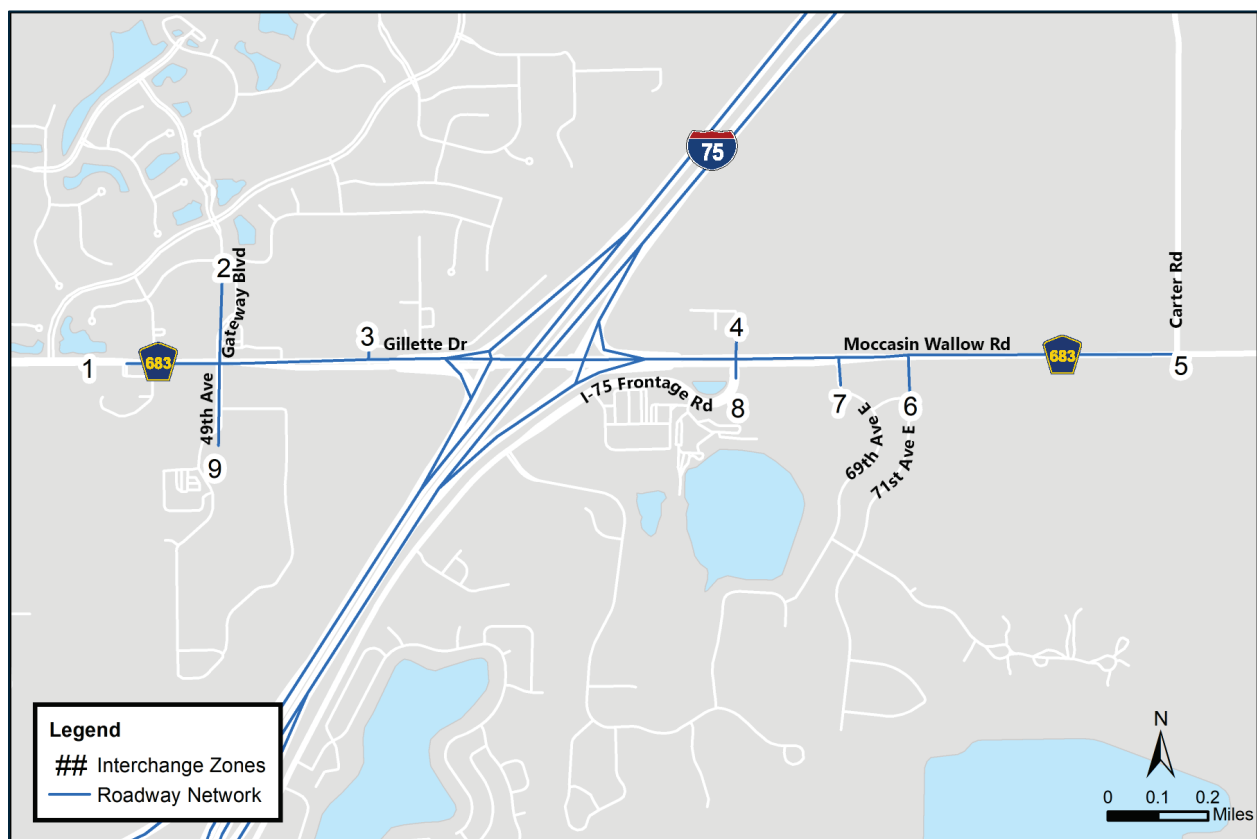 75
2
Gateway Blvd
Carter Rd
3
Gillette Dr
4
Moccasin Wallow Rd
683
1
683
5
I-75 Frontage Rd
49th Ave
8
7
6
69th Ave E
71st Ave E
9
Legend
## Interchange Zones
Roadway Network
N
0 0.1 0.2
Miles